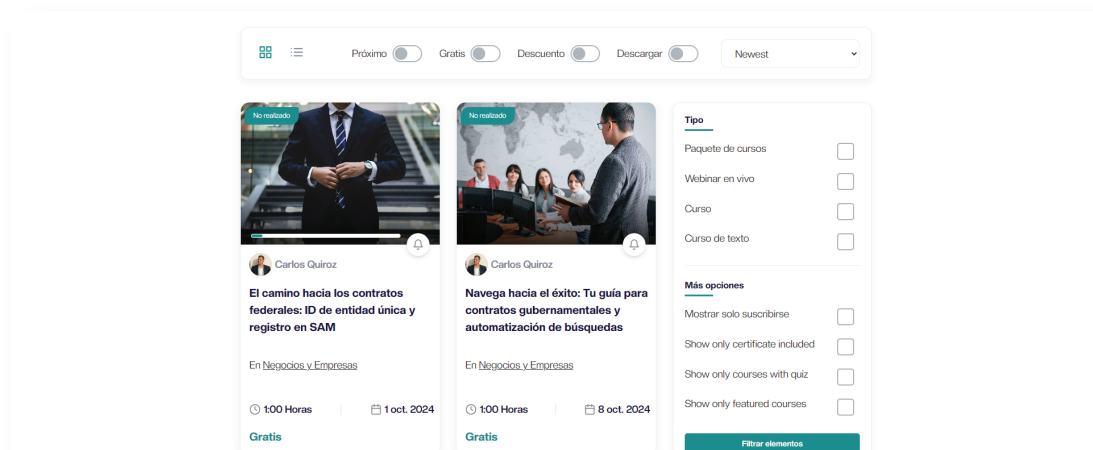 Próximo Gratis Descuento Descargar Newest
No realizado
Carlos Quiroz
El camino hacia los contratos
federales: ID de entidad única y
registro en SAM
En Negocios y Empresas
1:00 Horas 1 oct. 2024
Gratis
No realizado
Carlos Quiroz
Navega hacia el éxito: Tu guía para
contratos gubernamentales y
automatización de búsquedas
En Negocios y Empresas
1:00 Horas 8 oct. 2024
Gratis
Tipo
Paquete de cursos
Webinar en vivo
Curso
Curso de texto
Más opciones
Mostrar solo suscribirse
Show only certificate included
Show only courses with quiz
Show only featured courses
Filtrar elementos